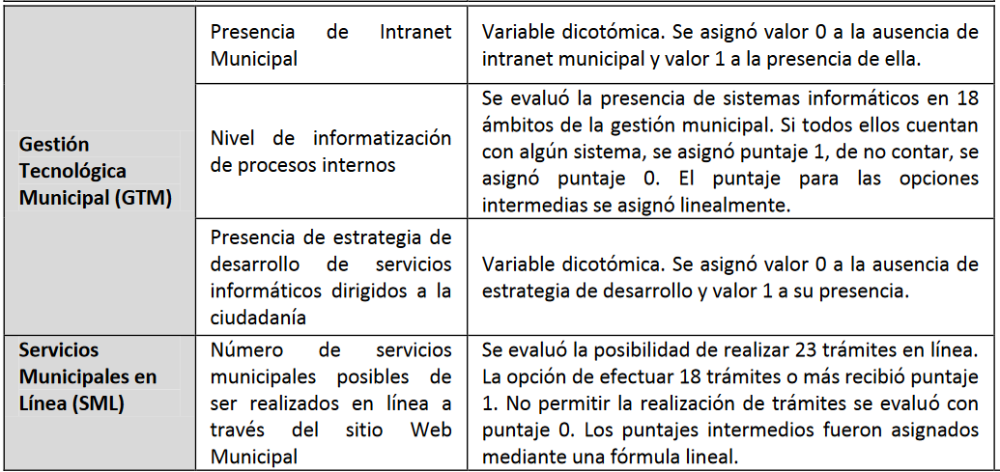 Presencia de Intranet
Municipal
Variable dicotómica. Se asignó valor 0 a la ausencia de
intranet municipal y valor 1 a la presencia de ella.
Gestión
Tecnológica
Municipal (GTM)
Nivel de informatización
de procesos internos
Se evaluó la presencia de sistemas informáticos en 18
ámbitos de la gestión municipal. Si todos ellos cuentan
con algún sistema, se asignó puntaje 1, de no contar, se
asignó puntaje 0. El puntaje para las opciones
intermedias se asignó linealmente.
Presencia de estrategia de
desarrollo de servicios
informáticos dirigidos a la
ciudadanía
Variable dicotómica. Se asignó valor 0 a la ausencia de
estrategia de desarrollo y valor 1 a su presencia.
Servicios
Municipales en
Línea (SML)
Número de servicios
municipales posibles de
ser realizados en línea a
través del sitio Web
Municipal
Se evaluó la posibilidad de realizar 23 trámites en línea.
La opción de efectuar 18 trámites o más recibió puntaje
1. No permitir la realización de trámites se evaluó con
puntaje 0. Los puntajes intermedios fueron asignados
mediante una fórmula lineal.